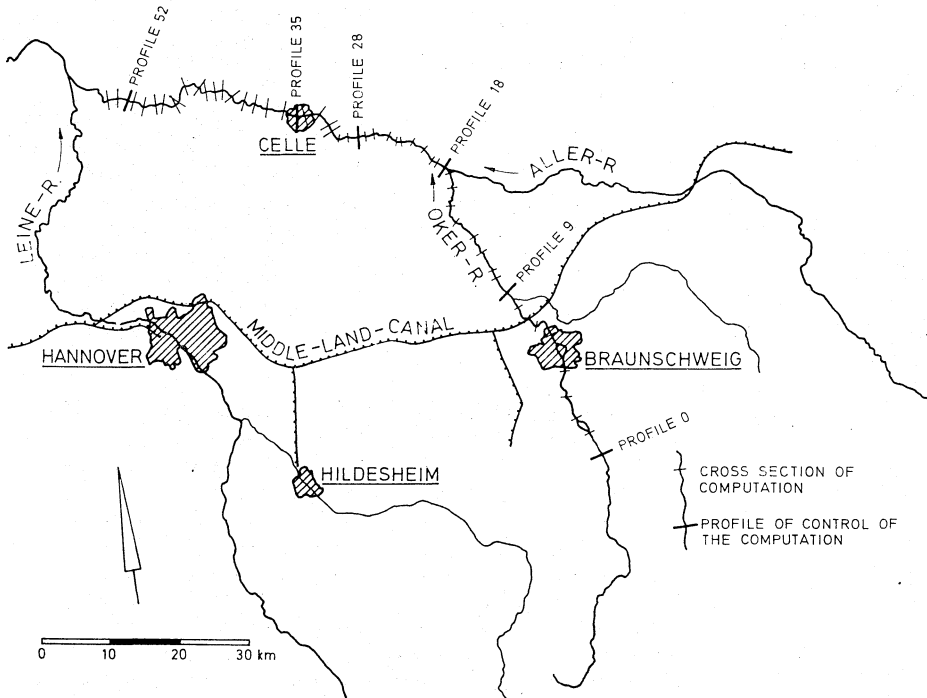 PROFILE 52
PROFILE 35
PROFILE 28
PROFILE 18
CELLE
ALLER-R
LEINE-R.
OKER-R.
PROFILE 9
MIDDLE-LAND-CANAL
HANNOVER
BRAUNSCHWEIG
PROFILE 0
HILDESHEIM
CROSS SECTION OF
COMPUTATION
PROFILE OF CONTROL OF
THE COMPUTATION
0 10 20 30 km